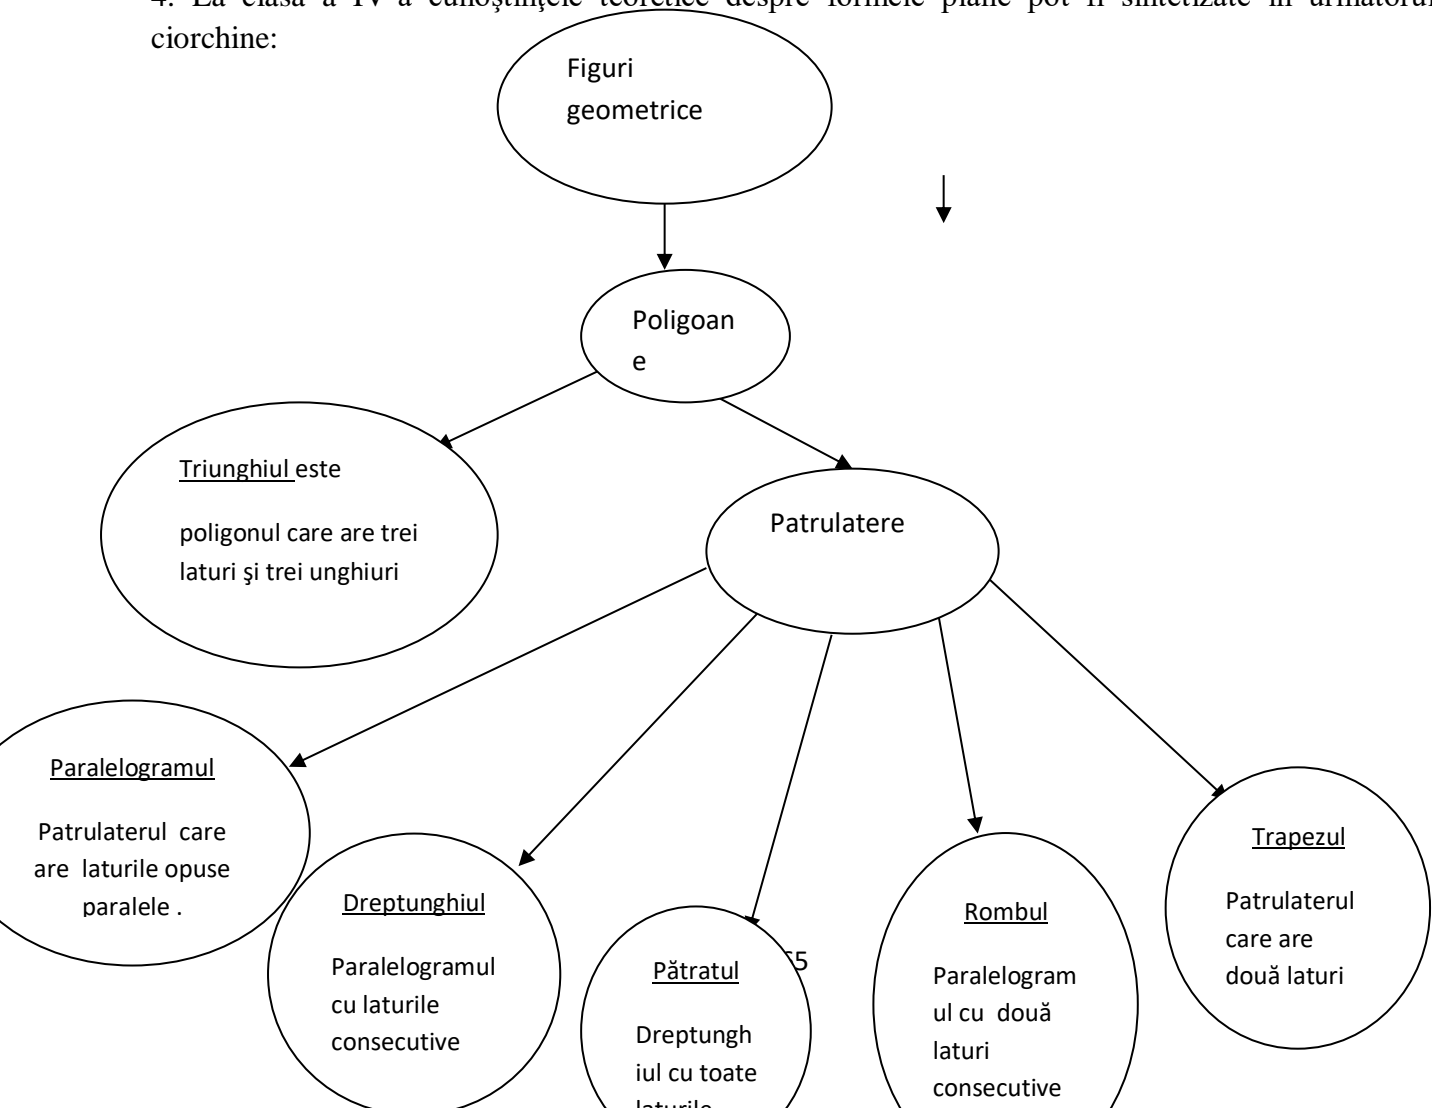 4. La clasa a IV-a cunoştinţele teoretice despre formele plane pot fi sintetizate în următorul
ciorchine:
Figuri
geometrice
Poligoan
e
Triunghiul este
poligonul care are trei
laturi şi trei unghiuri
Patrulatere
Paralelogramul
Patrulaterul care
are laturile opuse
paralele .
Dreptunghiul
Paralelogramul
cu laturile
consecutive
Pătratul
Dreptungh
iul cu toate
laturile
Rombul
Paralelogram
ul cu două
laturi
consecutive
Trapezul
Patrulaterul
care are
două laturi